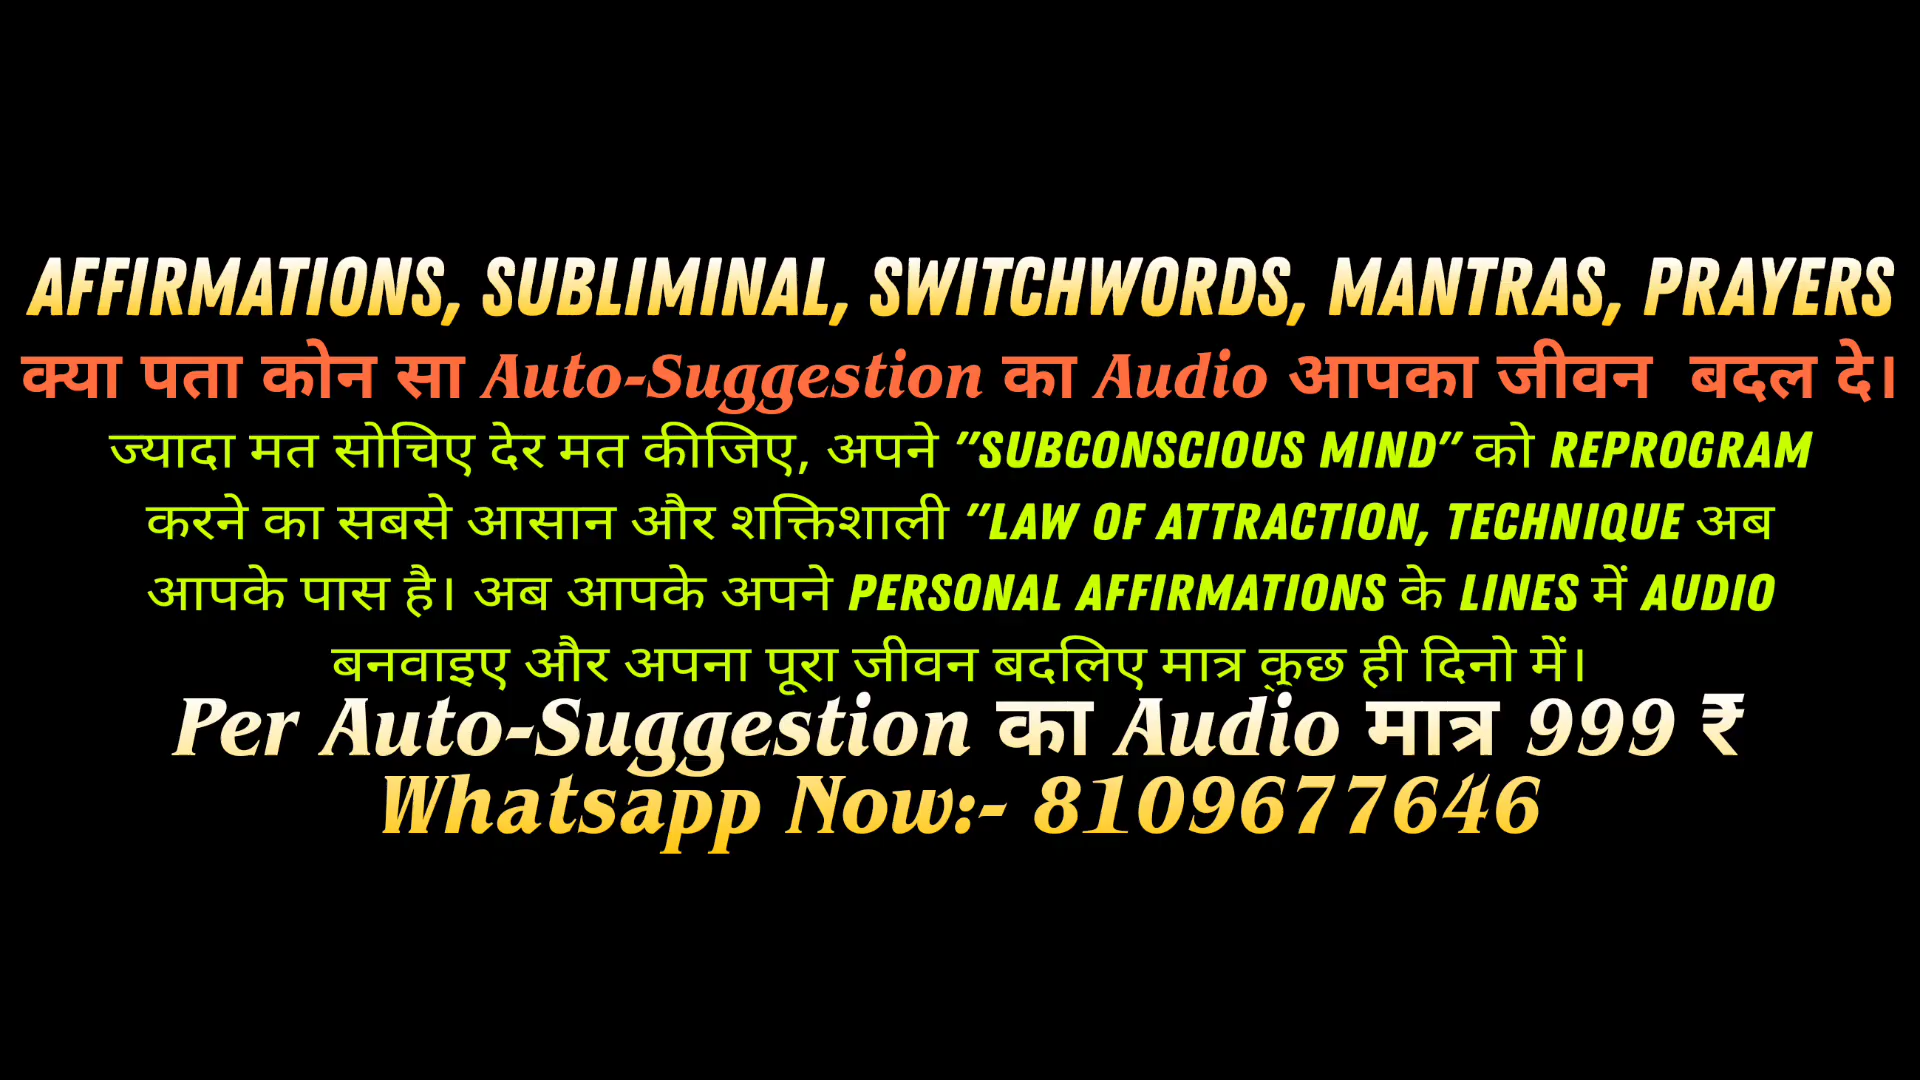 AFFIRMATIONS, SUBLIMINAL, SWITCHWORDS, MANTRAS, PRAYERS
क्या पता कोन सा Auto-Suggestion का Audio आपका जीवन बदल दे।
ज्यादा मत सोचिए देर मत कीजिए, अपने "SUBCONSCIOUS MIND" को REPROGRAM
करने का सबसे आसान और शक्तिशाली "LAW OF ATTRACTION, TECHNIQUE अब
आपके पास है। अब आपके अपने PERSONAL AFFIRMATIONS के LINES में AUDIO
बनवाइए और अपना पूरा जीवन बदलिए मात्र कुछ ही दिनो में।
Per Auto-Suggestion का Audio मात्र 999 ₹
Whatsapp Now:- 8109677646